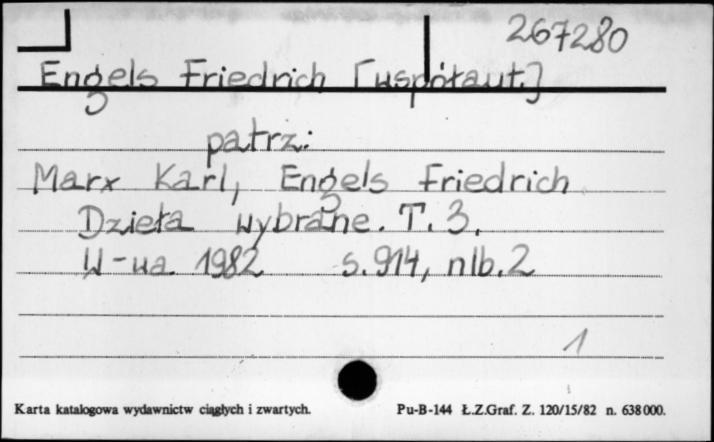 267280
Engels Friedrich [współaut.]
patrz:
Marx Karl, Engels Friedrich
Dzieła wybrane. T. 3.
W-wa 1982 s. 914, nlb. 2
1
Karta katalogowa wydawnictw ciągłych i zwartych. Pu-B-144 Ł.Z.Graf. Z. 120/15/82 n. 638000.